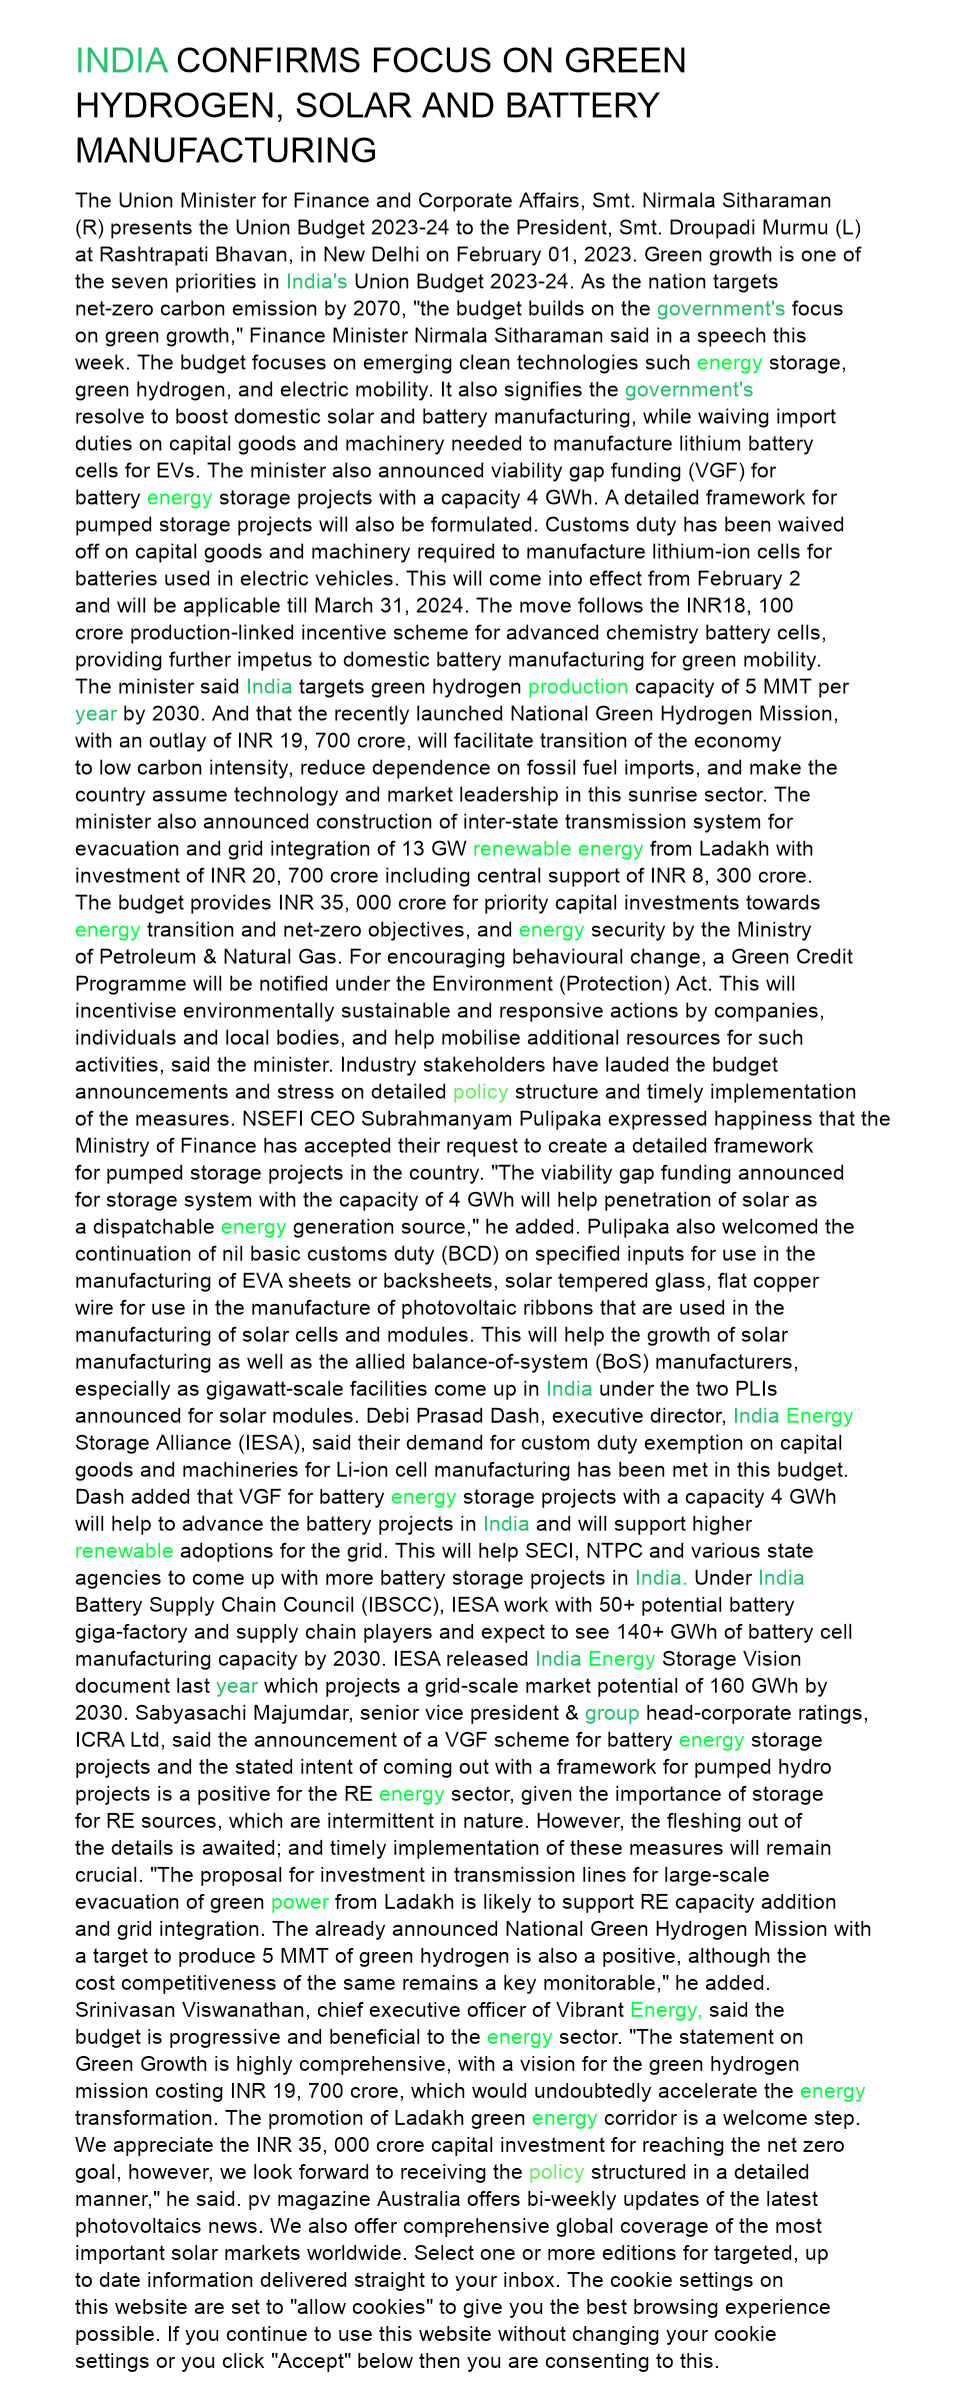 INDIA CONFIRMS FOCUS ON GREEN
HYDROGEN, SOLAR AND BATTERY
MANUFACTURING
The Union Minister for Finance and Corporate Affairs, Smt. Nirmala Sitharaman
(R) presents the Union Budget 2023-24 to the President, Smt. Droupadi Murmu (L)
at Rashtrapati Bhavan, in New Delhi on February 01, 2023. Green growth is one of
the seven priorities in India's Union Budget 2023-24. As the nation targets
net-zero carbon emission by 2070, "the budget builds on the government's focus
on green growth," Finance Minister Nirmala Sitharaman said in a speech this
week. The budget focuses on emerging clean technologies such energy storage,
green hydrogen, and electric mobility. It also signifies the government's
resolve to boost domestic solar and battery manufacturing, while waiving import
duties on capital goods and machinery needed to manufacture lithium battery
cells for EVs. The minister also announced viability gap funding (VGF) for
battery energy storage projects with a capacity 4 GWh. A detailed framework for
pumped storage projects will also be formulated. Customs duty has been waived
off on capital goods and machinery required to manufacture lithium-ion cells for
batteries used in electric vehicles. This will come into effect from February 2
and will be applicable till March 31, 2024. The move follows the INR18, 100
crore production-linked incentive scheme for advanced chemistry battery cells,
providing further impetus to domestic battery manufacturing for green mobility.
The minister said India targets green hydrogen production capacity of 5 MMT per
year by 2030. And that the recently launched National Green Hydrogen Mission,
with an outlay of INR 19, 700 crore, will facilitate transition of the economy
to low carbon intensity, reduce dependence on fossil fuel imports, and make the
country assume technology and market leadership in this sunrise sector. The
minister also announced construction of inter-state transmission system for
evacuation and grid integration of 13 GW renewable energy from Ladakh with
investment of INR 20, 700 crore including central support of INR 8, 300 crore.
The budget provides INR 35, 000 crore for priority capital investments towards
energy transition and net-zero objectives, and energy security by the Ministry
of Petroleum & Natural Gas. For encouraging behavioural change, a Green Credit
Programme will be notified under the Environment (Protection) Act. This will
incentivise environmentally sustainable and responsive actions by companies,
individuals and local bodies, and help mobilise additional resources for such
activities, said the minister. Industry stakeholders have lauded the budget
announcements and stress on detailed policy structure and timely implementation
of the measures. NSEFI CEO Subrahmanyam Pulipaka expressed happiness that the
Ministry of Finance has accepted their request to create a detailed framework
for pumped storage projects in the country. "The viability gap funding announced
for storage system with the capacity of 4 GWh will help penetration of solar as
a dispatchable energy generation source," he added. Pulipaka also welcomed the
continuation of nil basic customs duty (BCD) on specified inputs for use in the
manufacturing of EVA sheets or backsheets, solar tempered glass, flat copper
wire for use in the manufacture of photovoltaic ribbons that are used in the
manufacturing of solar cells and modules. This will help the growth of solar
manufacturing as well as the allied balance-of-system (BoS) manufacturers,
especially as gigawatt-scale facilities come up in India under the two PLIs
announced for solar modules. Debi Prasad Dash, executive director, India Energy
Storage Alliance (IESA), said their demand for custom duty exemption on capital
goods and machineries for Li-ion cell manufacturing has been met in this budget.
Dash added that VGF for battery energy storage projects with a capacity 4 GWh
will help to advance the battery projects in India and will support higher
renewable adoptions for the grid. This will help SECI, NTPC and various state
agencies to come up with more battery storage projects in India. Under India
Battery Supply Chain Council (IBSCC), IESA work with 50+ potential battery
giga-factory and supply chain players and expect to see 140+ GWh of battery cell
manufacturing capacity by 2030. IESA released India Energy Storage Vision
document last year which projects a grid-scale market potential of 160 GWh by
2030. Sabyasachi Majumdar, senior vice president & group head-corporate ratings,
ICRA Ltd, said the announcement of a VGF scheme for battery energy storage
projects and the stated intent of coming out with a framework for pumped hydro
projects is a positive for the RE energy sector, given the importance of storage
for RE sources, which are intermittent in nature. However, the fleshing out of
the details is awaited; and timely implementation of these measures will remain
crucial. "The proposal for investment in transmission lines for large-scale
evacuation of green power from Ladakh is likely to support RE capacity addition
and grid integration. The already announced National Green Hydrogen Mission with
a target to produce 5 MMT of green hydrogen is also a positive, although the
cost competitiveness of the same remains a key monitorable," he added.
Srinivasan Viswanathan, chief executive officer of Vibrant Energy, said the
budget is progressive and beneficial to the energy sector. "The statement on
Green Growth is highly comprehensive, with a vision for the green hydrogen
mission costing INR 19, 700 crore, which would undoubtedly accelerate the energy
transformation. The promotion of Ladakh green energy corridor is a welcome step.
We appreciate the INR 35, 000 crore capital investment for reaching the net zero
goal, however, we look forward to receiving the policy structured in a detailed
manner," he said. pv magazine Australia offers bi-weekly updates of the latest
photovoltaics news. We also offer comprehensive global coverage of the most
important solar markets worldwide. Select one or more editions for targeted, up
to date information delivered straight to your inbox. The cookie settings on
this website are set to "allow cookies" to give you the best browsing experience
possible. If you continue to use this website without changing your cookie
settings or you click "Accept" below then you are consenting to this.